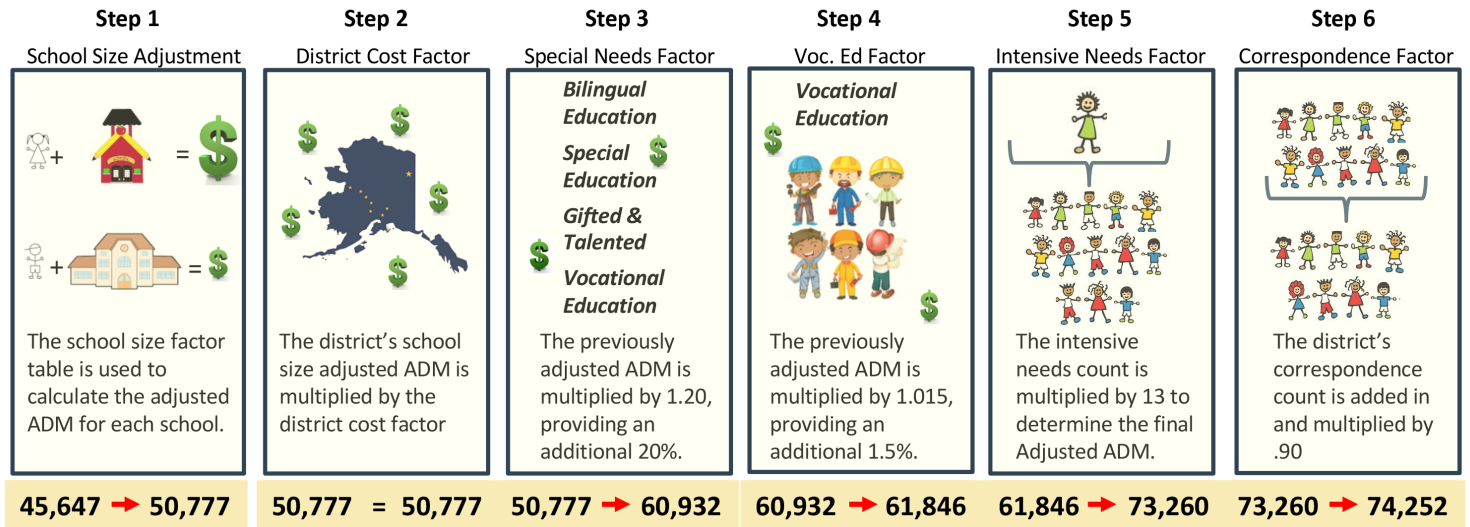 Step 1
School Size Adjustment
+
=
+
=
The school size factor
table is used to
calculate the adjusted
ADM for each school.
45,647 → 50,777
Step 2
District Cost Factor
The district’s school
size adjusted ADM is
multiplied by the
district cost factor
50,777 = 50,777
Step 3
Special Needs Factor
Bilingual
Education
Special
Education
Gifted &
Talented
Vocational
Education
The previously
adjusted ADM is
multiplied by 1.20,
providing an
additional 20%.
50,777 → 60,932
Step 4
Voc. Ed Factor
Vocational
Education
The previously
adjusted ADM is
multiplied by 1.015,
providing an
additional 1.5%.
60,932 → 61,846
Step 5
Intensive Needs Factor
The intensive
needs count is
multiplied by 13 to
determine the final
Adjusted ADM.
61,846 → 73,260
Step 6
Correspondence Factor
The district’s
correspondence
count is added in
and multiplied by
.90
73,260 → 74,252